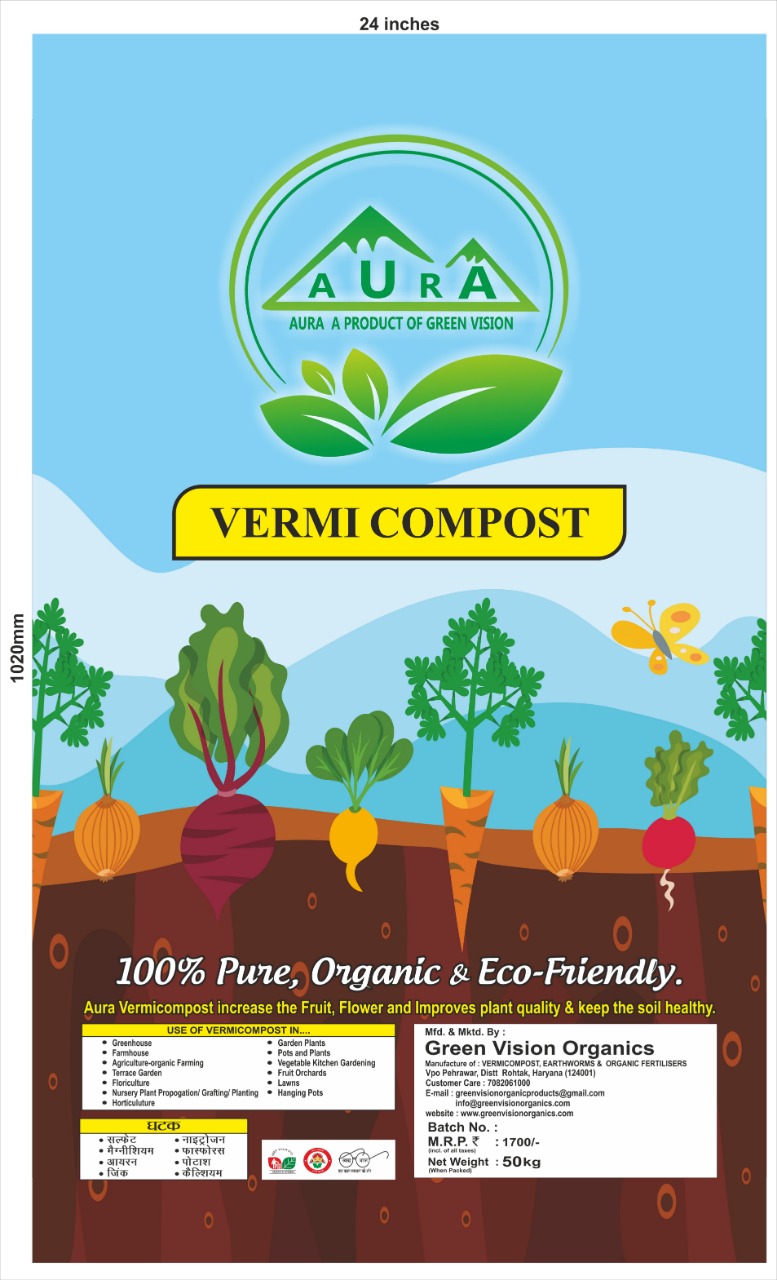 24 inches
1020mm
AURA
AURA A PRODUCT OF GREEN VISION
VERMI COMPOST
100% Pure, Organic & Eco-Friendly.
Aura Vermicompost increase the Fruit, Flower and Improves plant quality & keep the soil healthy.
USE OF VERMICOMPOST IN....
• Greenhouse
• Farmhouse
• Agriculture-organic Farming
• Terrace Garden
• Floriculture
• Nursery Plant Propogation/ Grafting/ Planting
• Horticuluture
• Garden Plants
• Pots and Plants
• Vegetable Kitchen Gardening
• Fruit Orchards
• Lawns
• Hanging Pots
घटक
• सल्फेट
• मैग्नीशियम
• आयरन
• जिंक
• नाइट्रोजन
• फास्फोरस
• पोटाश
• कैल्शियम
Mfd. & Mktd. By :
Green Vision Organics
Manufacture of : VERMICOMPOST, EARTHWORMS & ORGANIC FERTILISERS
Vpo Pehrawar, Distt Rohtak, Haryana (124001)
Customer Care : 7082061000
E-mail : greenvisionorganicproducts@gmail.com
info@greenvisionorganics.com
website : www.greenvisionorganics.com
Batch No. :
M.R.P. ₹ : 1700/-
(incl. of all taxes)
Net Weight : 50kg
(When Packed)